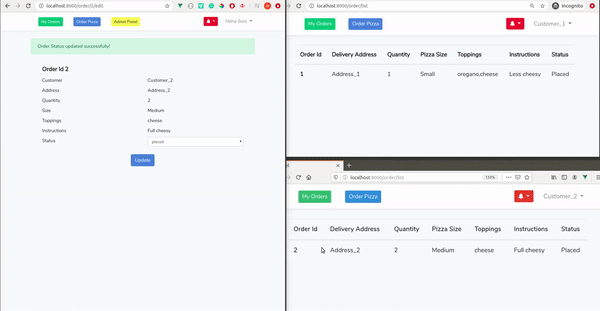 localhost:8000/order/2/edit
My Orders Order Pizza Admin Panel Neha Soni
Order Status updated successfully!
Order Id 2
Customer Customer_2
Address Address_2
Quantity 2
Size Medium
Toppings cheese
Instructions Full cheesy
Status placed
Update
localhost:8000/order/list Incognito
My Orders Order Pizza Customer_1
Order Id Delivery Address Quantity Pizza Size Toppings Instructions Status
1 Address_1 1 Small oregano,cheese Less cheesy Placed
localhost:8000/order/list
My Orders Order Pizza Customer_2
Order Id Delivery Address Quantity Pizza Size Toppings Instructions Status
2 Address_2 2 Medium cheese Full cheesy Placed